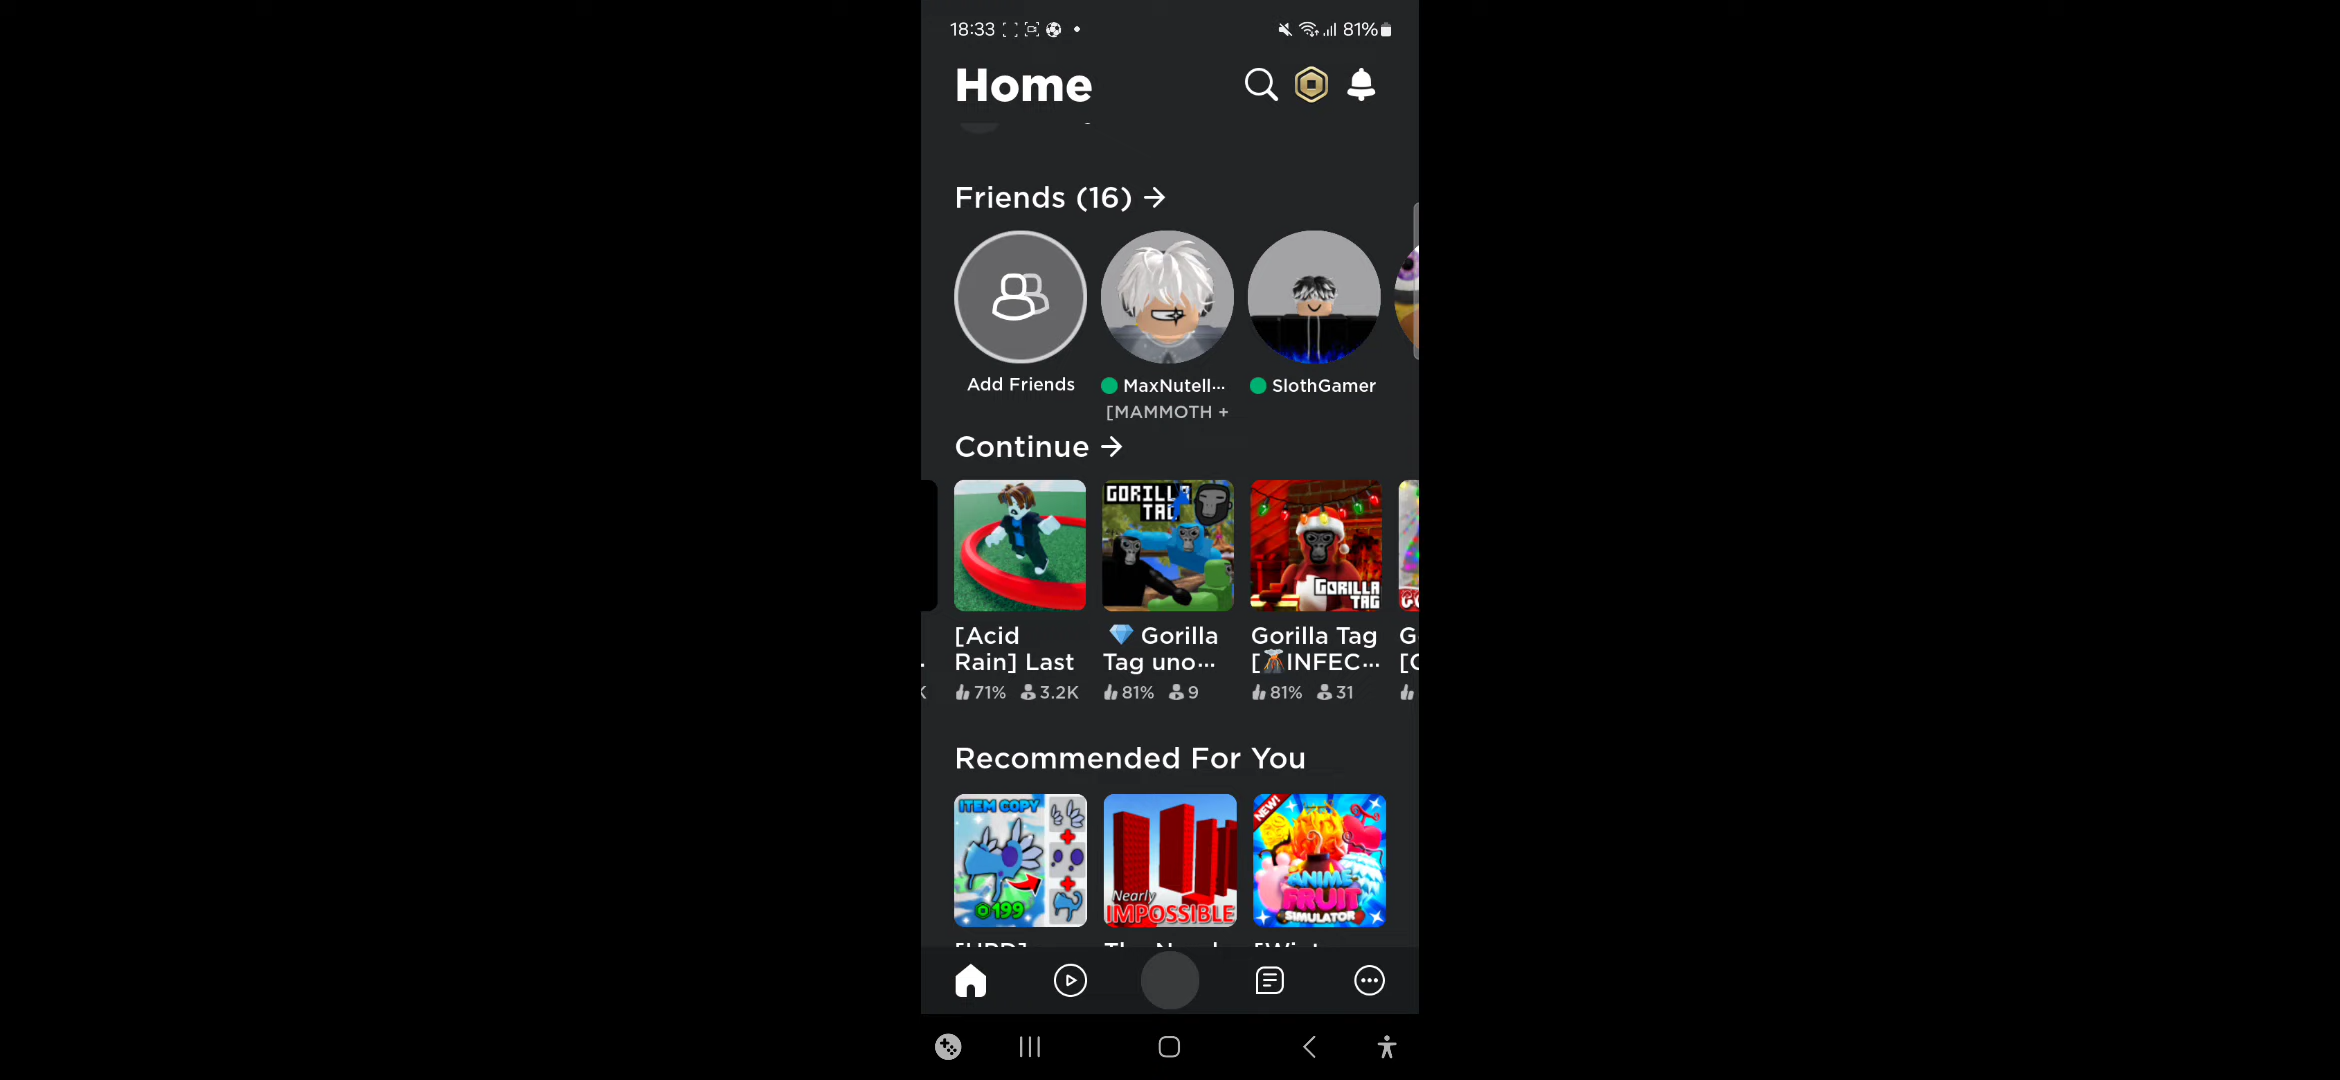 18:33
81%
Home
Friends (16)
Add Friends
MaxNutell...
SlothGamer
[MAMMOTH +
Continue
GORILLA
TAG
GORILLA
TAG
[Acid
Rain] Last
💎 Gorilla
Tag uno...
Gorilla Tag
[🌋INFEC...
G
[C
71% 3.2K
81% 9
81% 31
Recommended For You
ITEM COPY
199
Nearly
IMPOSSIBLE
NEW!
ANIME
FRUIT
SIMULATOR